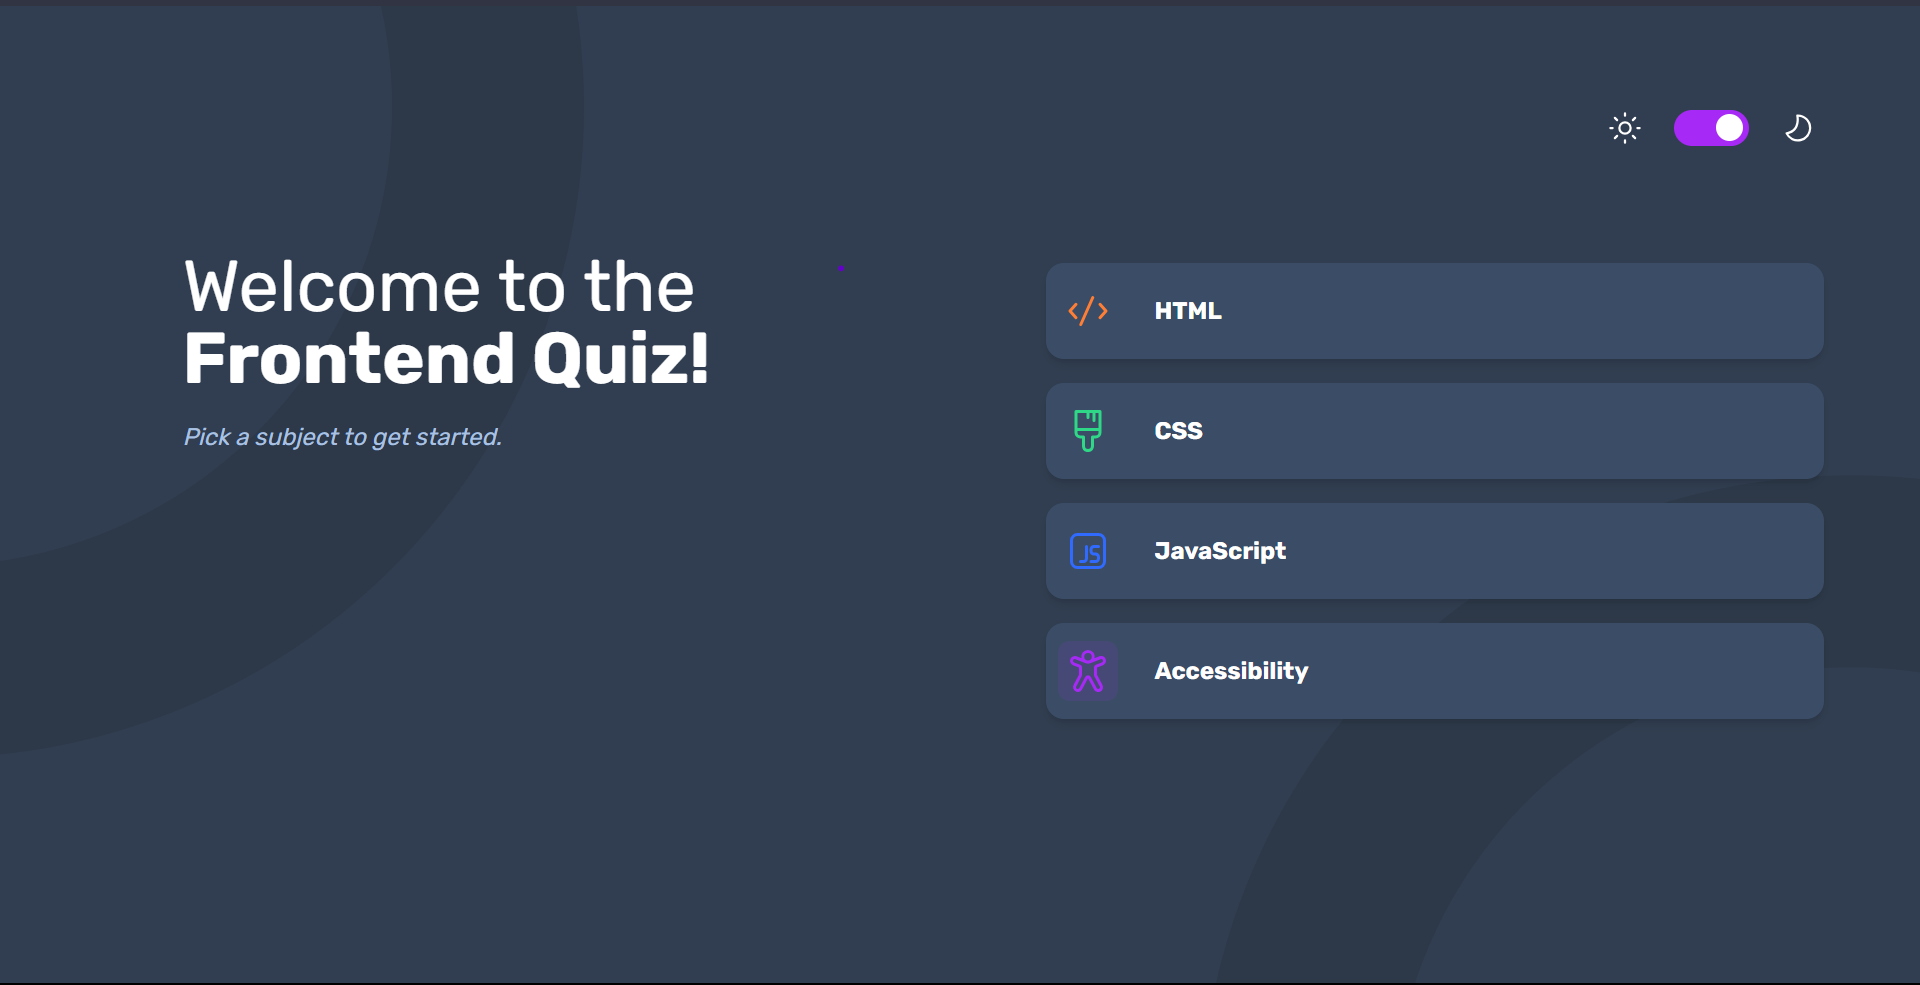 Welcome to the
Frontend Quiz!
Pick a subject to get started.
HTML
CSS
JS
JavaScript
Accessibility